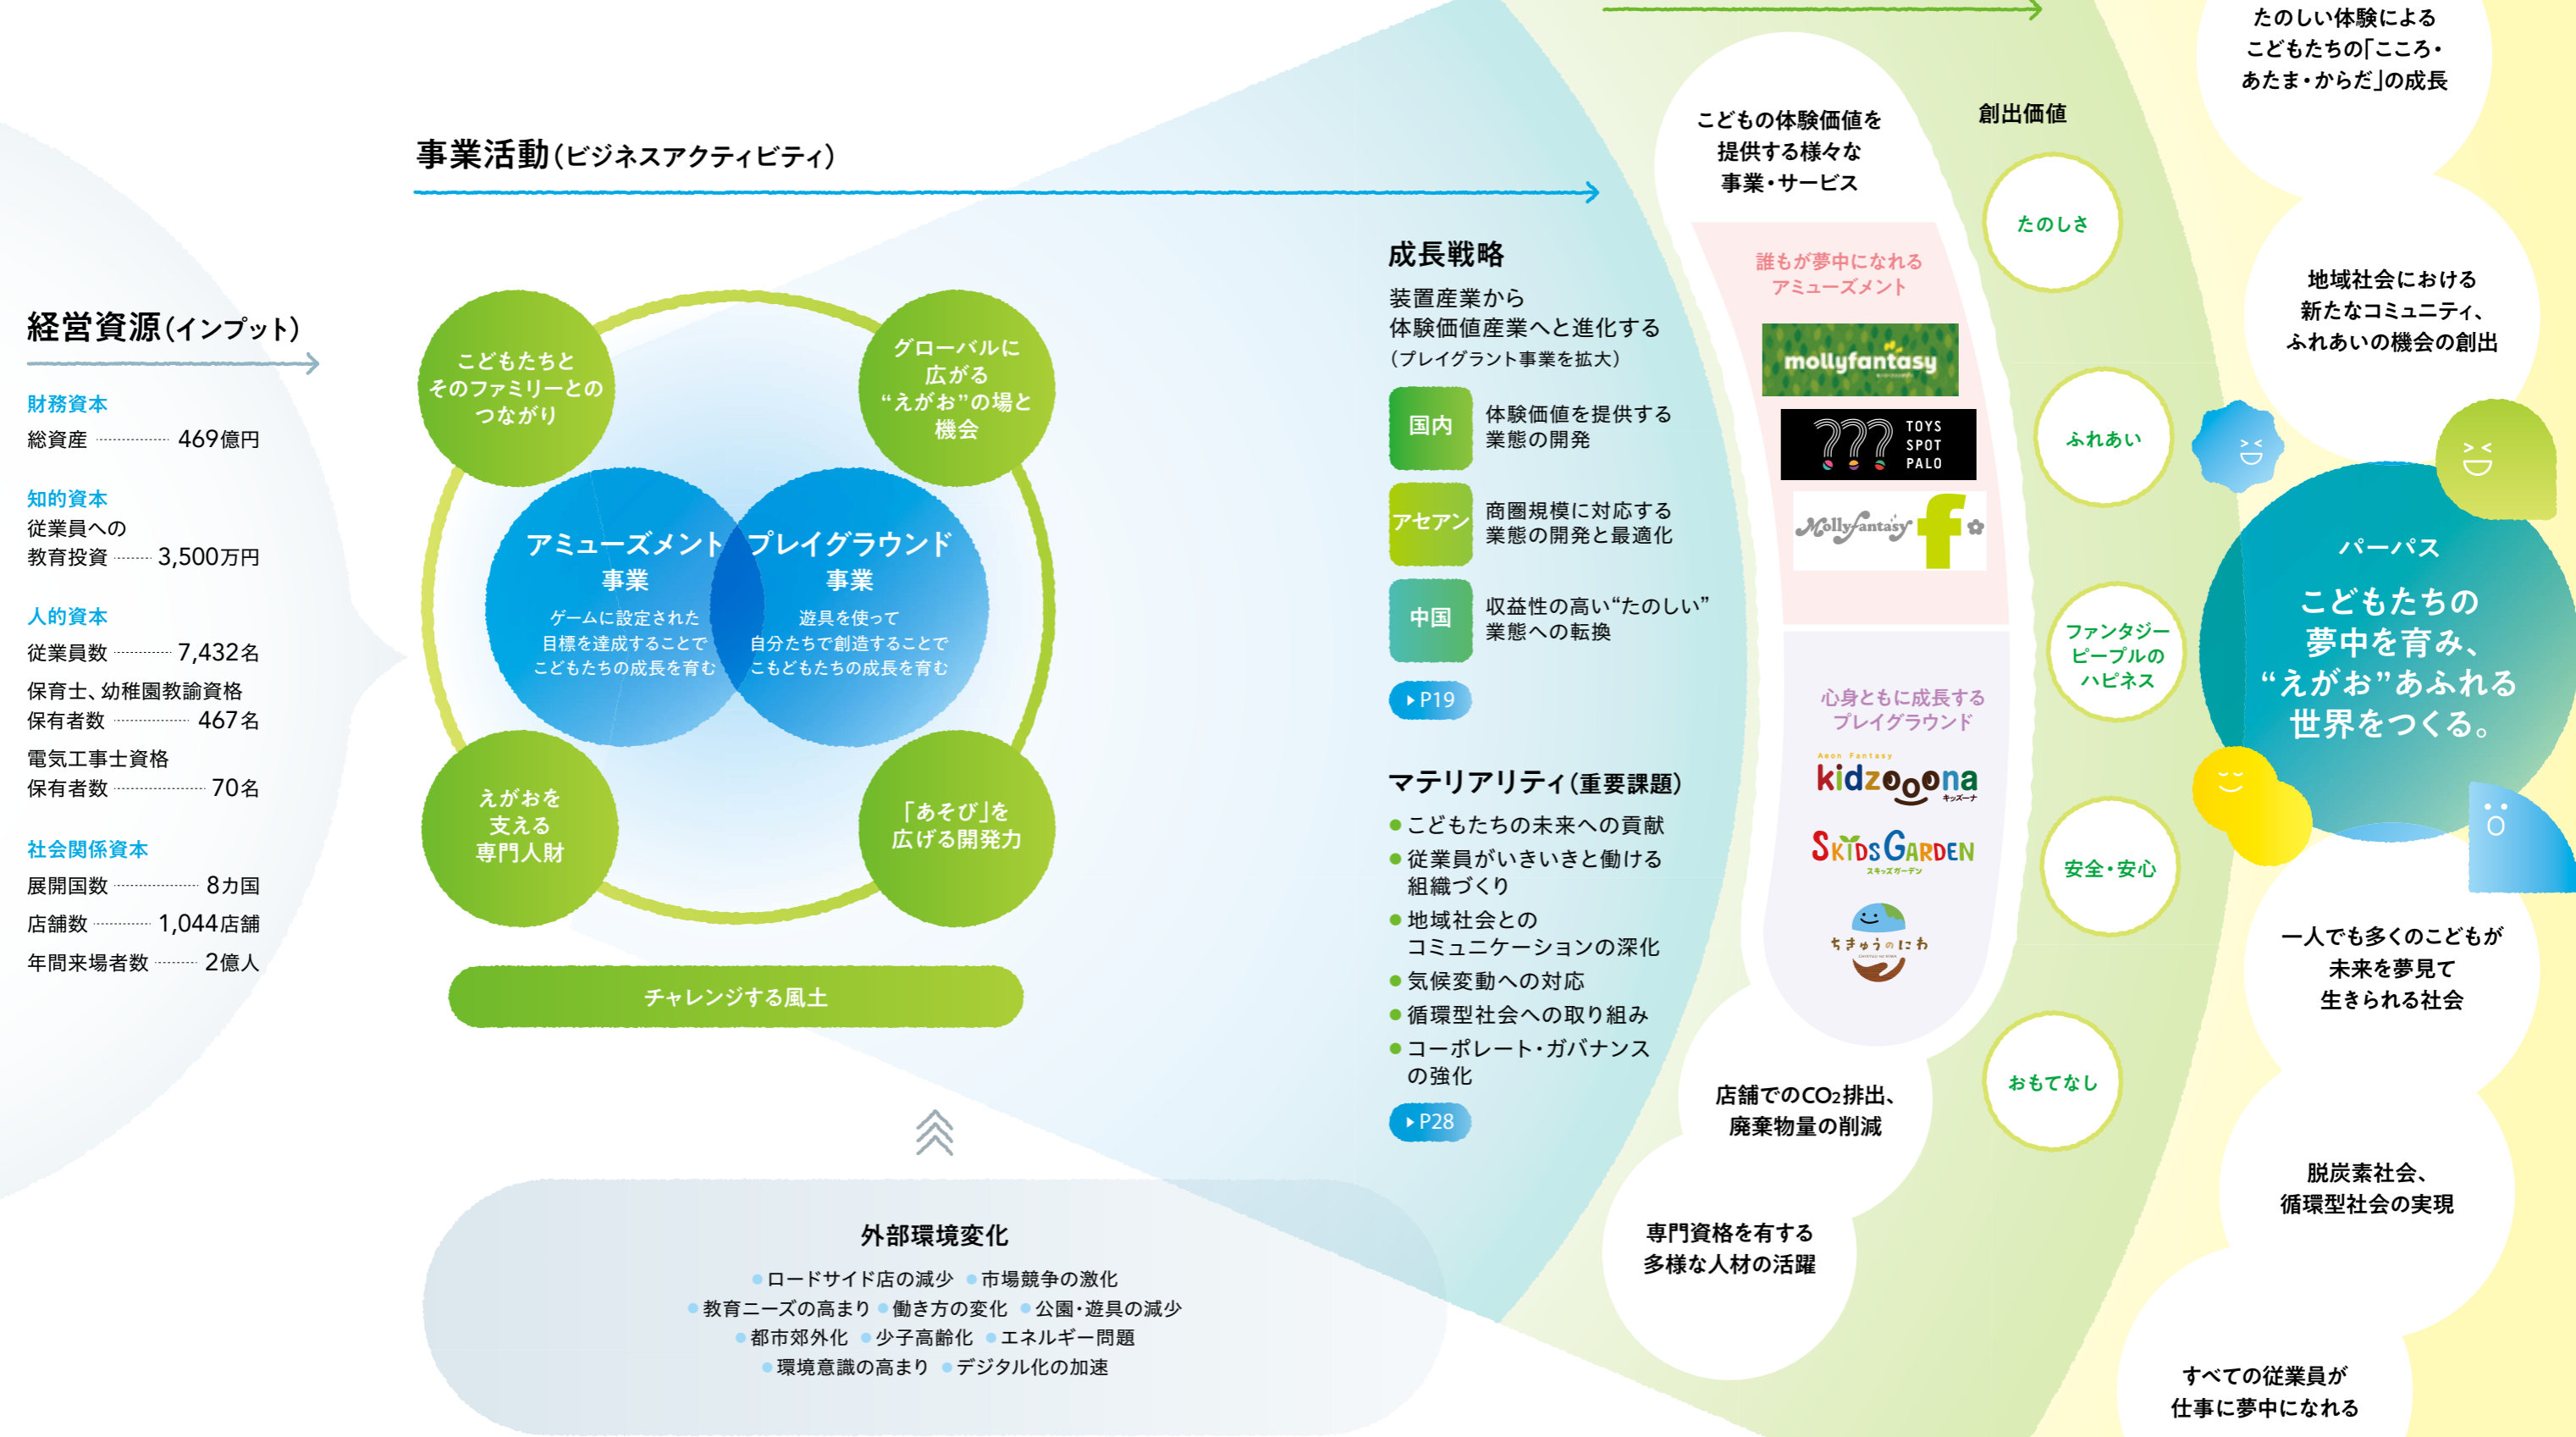 経営資源(インプット)
財務資本
総資産 469億円
知的資本
従業員への
教育投資 3,500万円
人的資本
従業員数 7,432名
保育士、幼稚園教諭資格
保有者数 467名
電気工事士資格
保有者数 70名
社会関係資本
展開国数 8カ国
店舗数 1,044店舗
年間来場者数 2億人
事業活動(ビジネスアクティビティ)
こどもたちと
そのファミリーとの
つながり
グローバルに
広がる
“えがお”の場と
機会
アミューズメント
事業
ゲームに設定された
目標を達成することで
こどもたちの成長を育む
プレイグラウンド
事業
遊具を使って
自分たちで創造することで
こもどもたちの成長を育む
えがおを
支える
専門人財
「あそび」を
広げる開発力
チャレンジする風土
外部環境変化
●ロードサイド店の減少 ●市場競争の激化
●教育ニーズの高まり ●働き方の変化 ●公園・遊具の減少
●都市郊外化 ●少子高齢化 ●エネルギー問題
●環境意識の高まり ●デジタル化の加速
成長戦略
装置産業から
体験価値産業へと進化する
(プレイグラント事業を拡大)
国内
体験価値を提供する
業態の開発
アセアン
商圏規模に対応する
業態の開発と最適化
中国
収益性の高い“たのしい”
業態への転換
P19
マテリアリティ(重要課題)
●こどもたちの未来への貢献
●従業員がいきいきと働ける
組織づくり
●地域社会との
コミュニケーションの深化
●気候変動への対応
●循環型社会への取り組み
●コーポレート・ガバナンス
の強化
P28
こどもの体験価値を
提供する様々な
事業・サービス
誰もが夢中になれる
アミューズメント
mollyfantasy
??? TOYS
SPOT
PALO
Mollyfantasy f
心身ともに成長する
プレイグラウンド
Aeon Fantasy
kidzooona
キッズーナ
SKIDS GARDEN
スキッズガーデン
ちきゅうのにわ
店舗でのCO₂排出、
廃棄物量の削減
専門資格を有する
多様な人材の活躍
創出価値
たのしさ
ふれあい
ファンタジー
ピープルの
ハピネス
安全・安心
おもてなし
たのしい体験による
こどもたちの「こころ・
あたま・からだ」の成長
地域社会における
新たなコミュニティ、
ふれあいの機会の創出
パーパス
こどもたちの
夢中を育み、
“えがお”あふれる
世界をつくる。
一人でも多くのこどもが
未来を夢見て
生きられる社会
脱炭素社会、
循環型社会の実現
すべての従業員が
仕事に夢中になれる